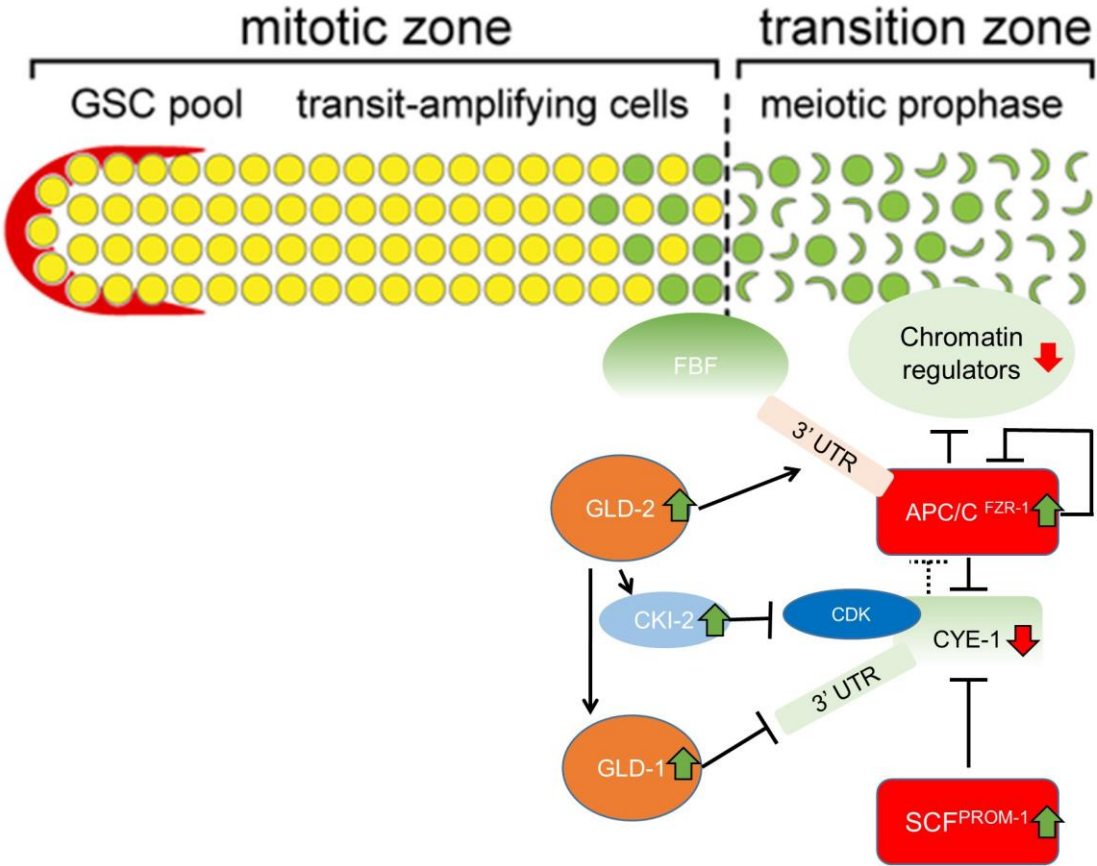 mitotic zone
transition zone
GSC pool
transit-amplifying cells
meiotic prophase
FBF
Chromatin
regulators
3’ UTR
GLD-2
APC/C FZR-1
CKI-2
CDK
CYE-1
3’ UTR
GLD-1
SCFPROM-1